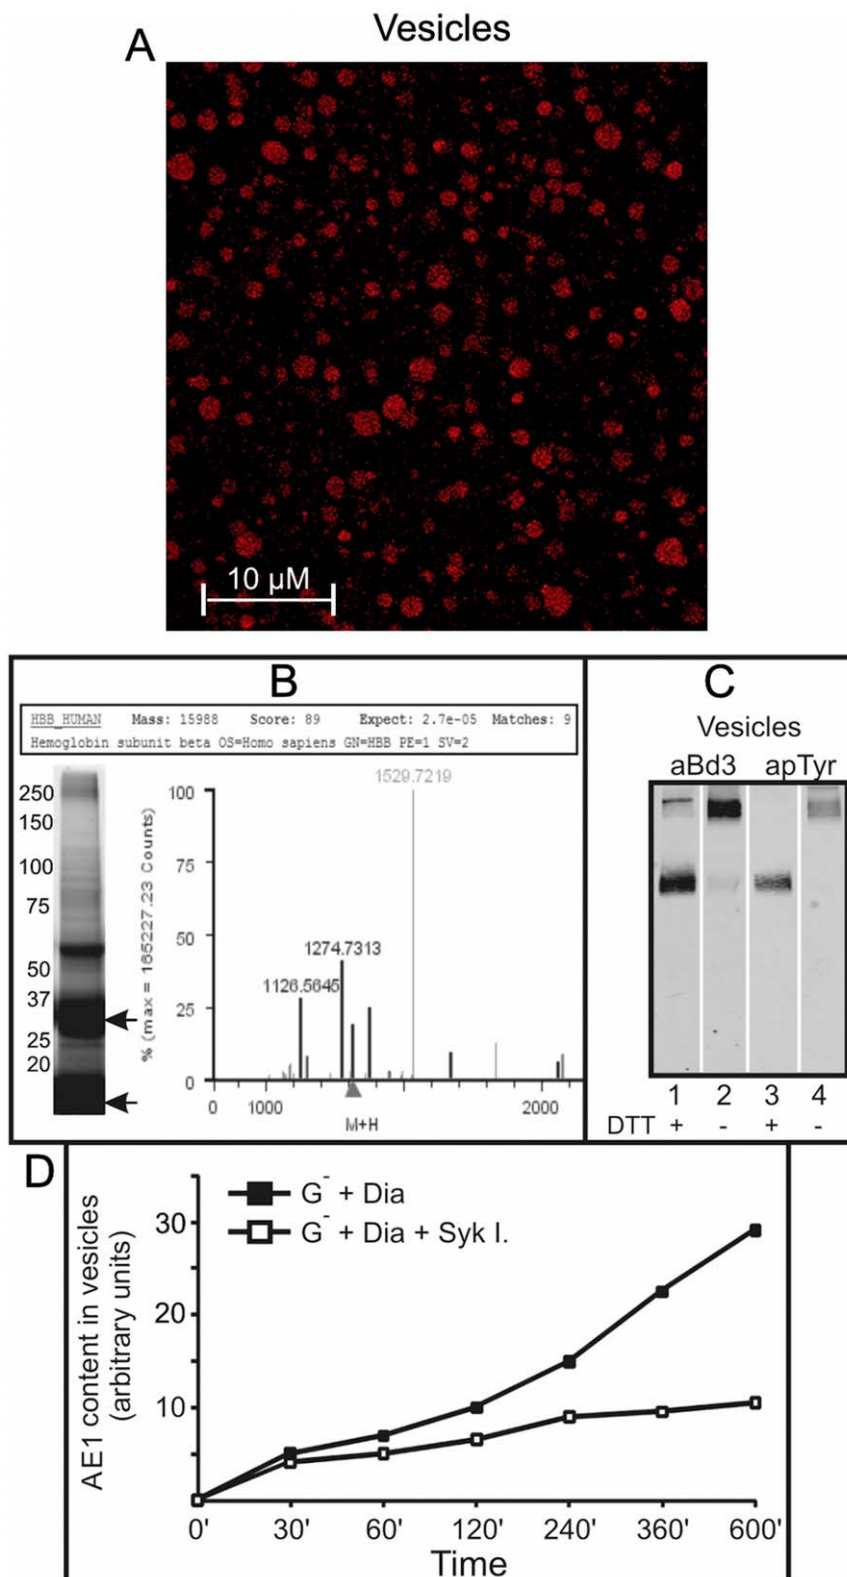 Vesicles
A
10 µM
B
HBB_HUMAN Mass: 15988 Score: 89 Expect: 2.7e-05 Matches: 9
Hemoglobin subunit beta OS=Homo sapiens GN=HBB PE=1 SV=2
250
150
100
75
50
37
25
20
% (max = 165227.23 Counts)
100
75
50
25
0
1529.7219
1274.7313
1126.5645
0 1000 2000
M+H
C
Vesicles
aBd3 apTyr
1 2 3 4
DTT + - + -
D
G⁻ + Dia
G⁻ + Dia + Syk I.
AE1 content in vesicles
(arbitrary units)
30
20
10
0' 30' 60' 120' 240' 360' 600'
Time